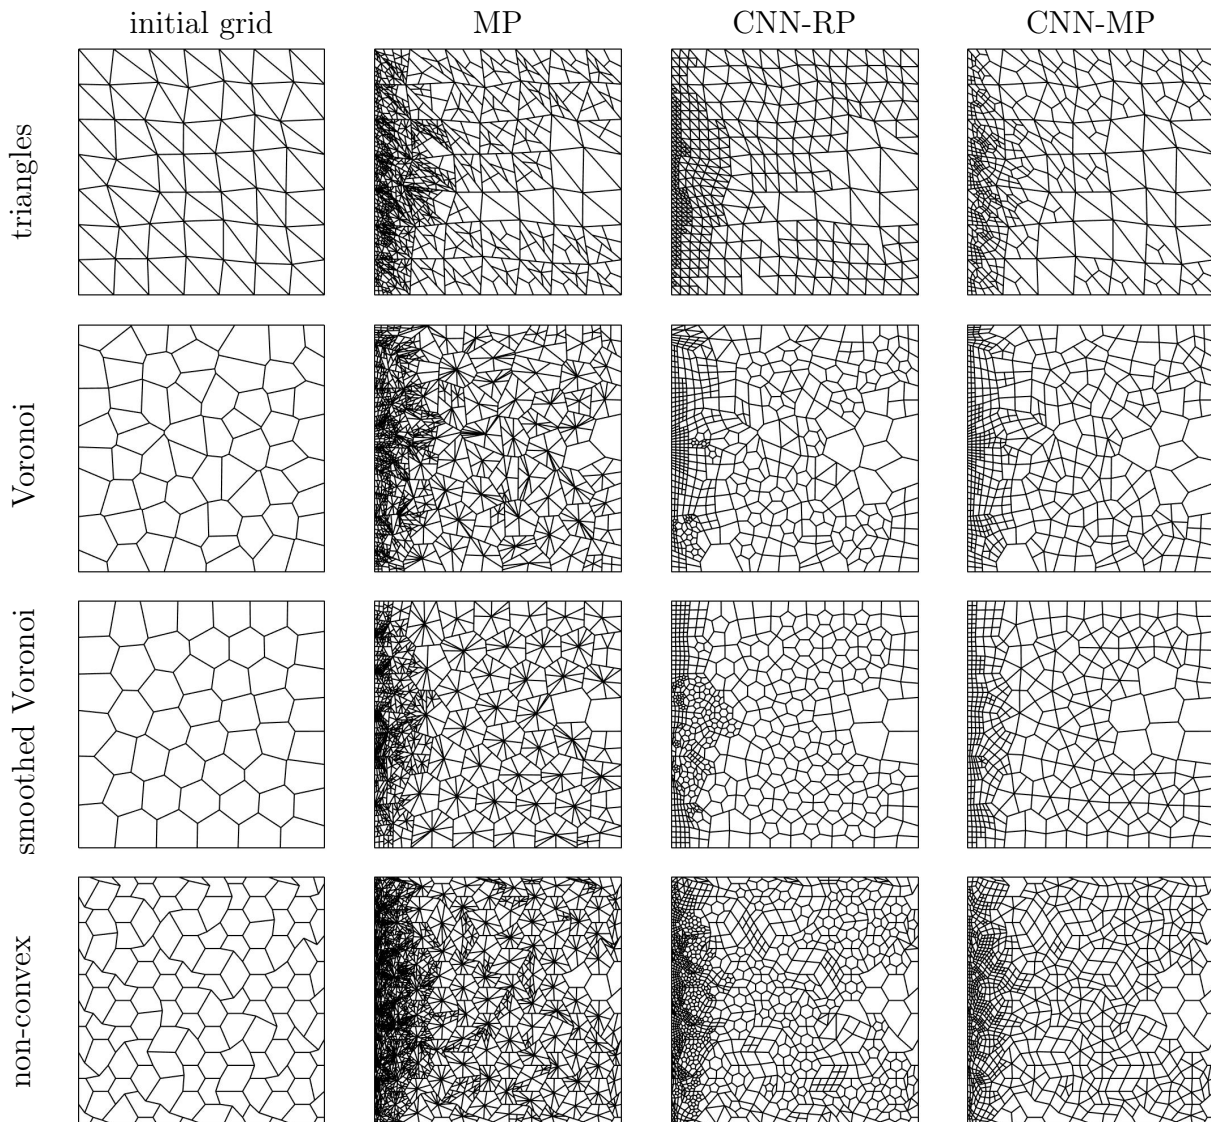 initial grid
MP
CNN-RP
CNN-MP
triangles
Voronoi
smoothed Voronoi
non-convex